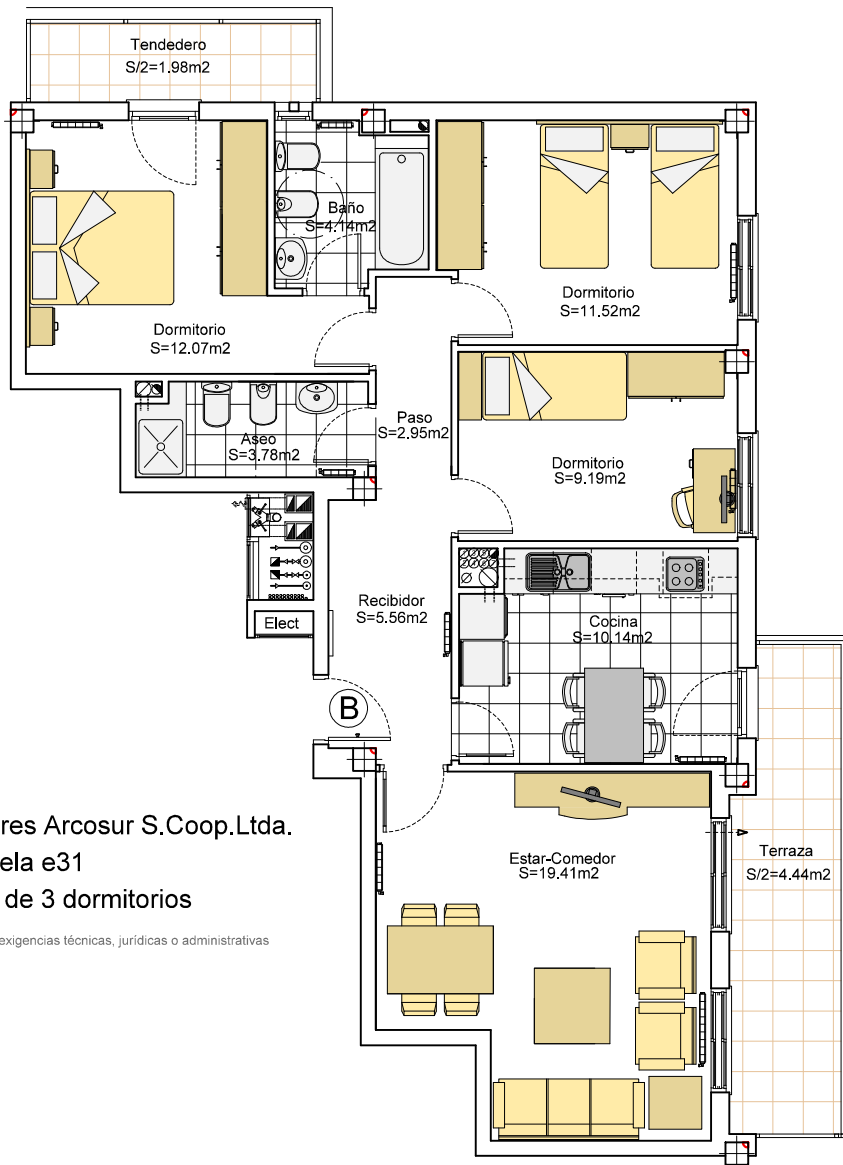 Tendedero
S/2=1.98m2
Baño
S=4.14m2
Dormitorio
S=11.52m2
Dormitorio
S=12.07m2
Paso
S=2.95m2
Aseo
S=3.78m2
Dormitorio
S=9.19m2
Recibidor
S=5.56m2
Elect
Cocina
S=10.14m2
B
res Arcosur S.Coop.Ltda.
ela e31
de 3 dormitorios
exigencias técnicas, jurídicas o administrativas
Estar-Comedor
S=19.41m2
Terraza
S/2=4.44m2